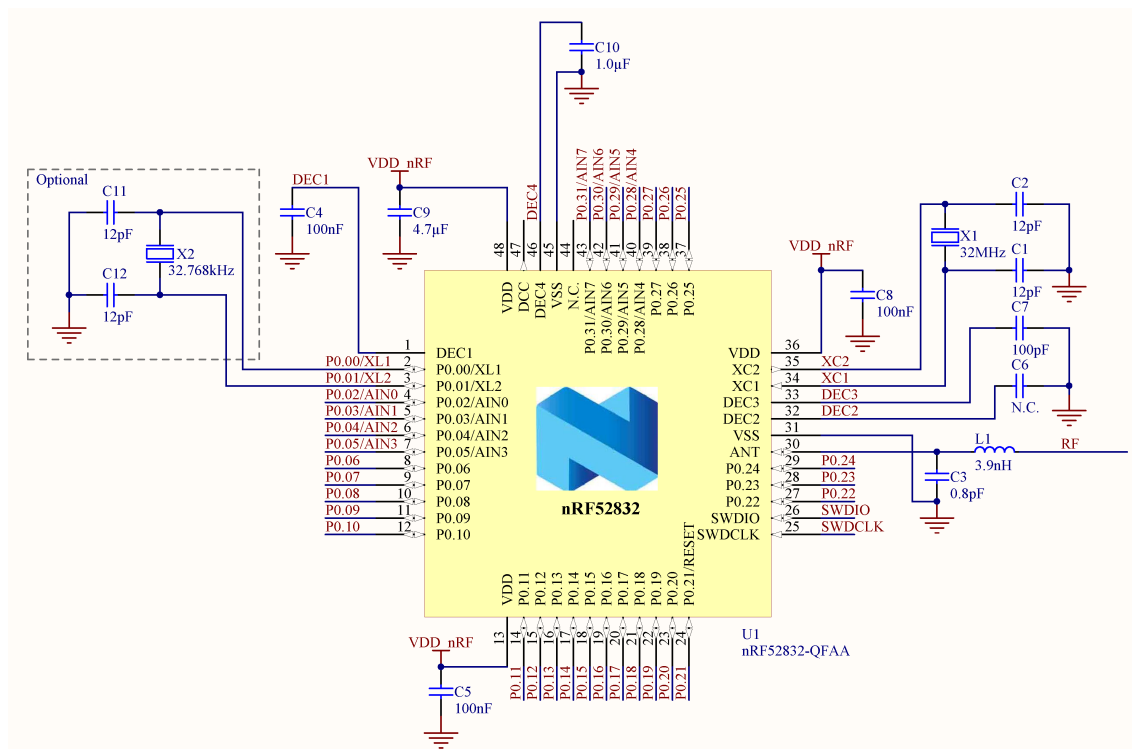 C10
1.0µF
VDD_nRF
Optional
C11
12pF
X2
32.768kHz
C12
12pF
DEC1
C4
100nF
C9
4.7µF
DEC4
P0.31/AIN7
P0.30/AIN6
P0.29/AIN5
P0.28/AIN4
P0.27
P0.26
P0.25
C2
12pF
X1
32MHz
C1
12pF
C7
100pF
C6
N.C.
VDD_nRF
C8
100nF
48
47
46
45
44
43
42
41
40
39
38
37
VDD
DCC
DEC4
VSS
N.C.
P0.31/AIN7
P0.30/AIN6
P0.29/AIN5
P0.28/AIN4
P0.27
P0.26
P0.25
1 DEC1
P0.00/XL1 2 P0.00/XL1
P0.01/XL2 3 P0.01/XL2
P0.02/AIN0 4 P0.02/AIN0
P0.03/AIN1 5 P0.03/AIN1
P0.04/AIN2 6 P0.04/AIN2
P0.05/AIN3 7 P0.05/AIN3
P0.06 8 P0.06
P0.07 9 P0.07
P0.08 10 P0.08
P0.09 11 P0.09
P0.10 12 P0.10
nRF52832
VDD 36
XC2 35 XC2
XC1 34 XC1
DEC3 33 DEC3
DEC2 32 DEC2
VSS 31
ANT 30
P0.24 29 P0.24
P0.23 28 P0.23
P0.22 27 P0.22
SWDIO 26 SWDIO
SWDCLK 25 SWDCLK
L1
3.9nH
RF
C3
0.8pF
VDD
P0.11
P0.12
P0.13
P0.14
P0.15
P0.16
P0.17
P0.18
P0.19
P0.20
P0.21/RESET
13
14
15
16
17
18
19
20
21
22
23
24
P0.11
P0.12
P0.13
P0.14
P0.15
P0.16
P0.17
P0.18
P0.19
P0.20
P0.21
VDD_nRF
C5
100nF
U1
nRF52832-QFAA